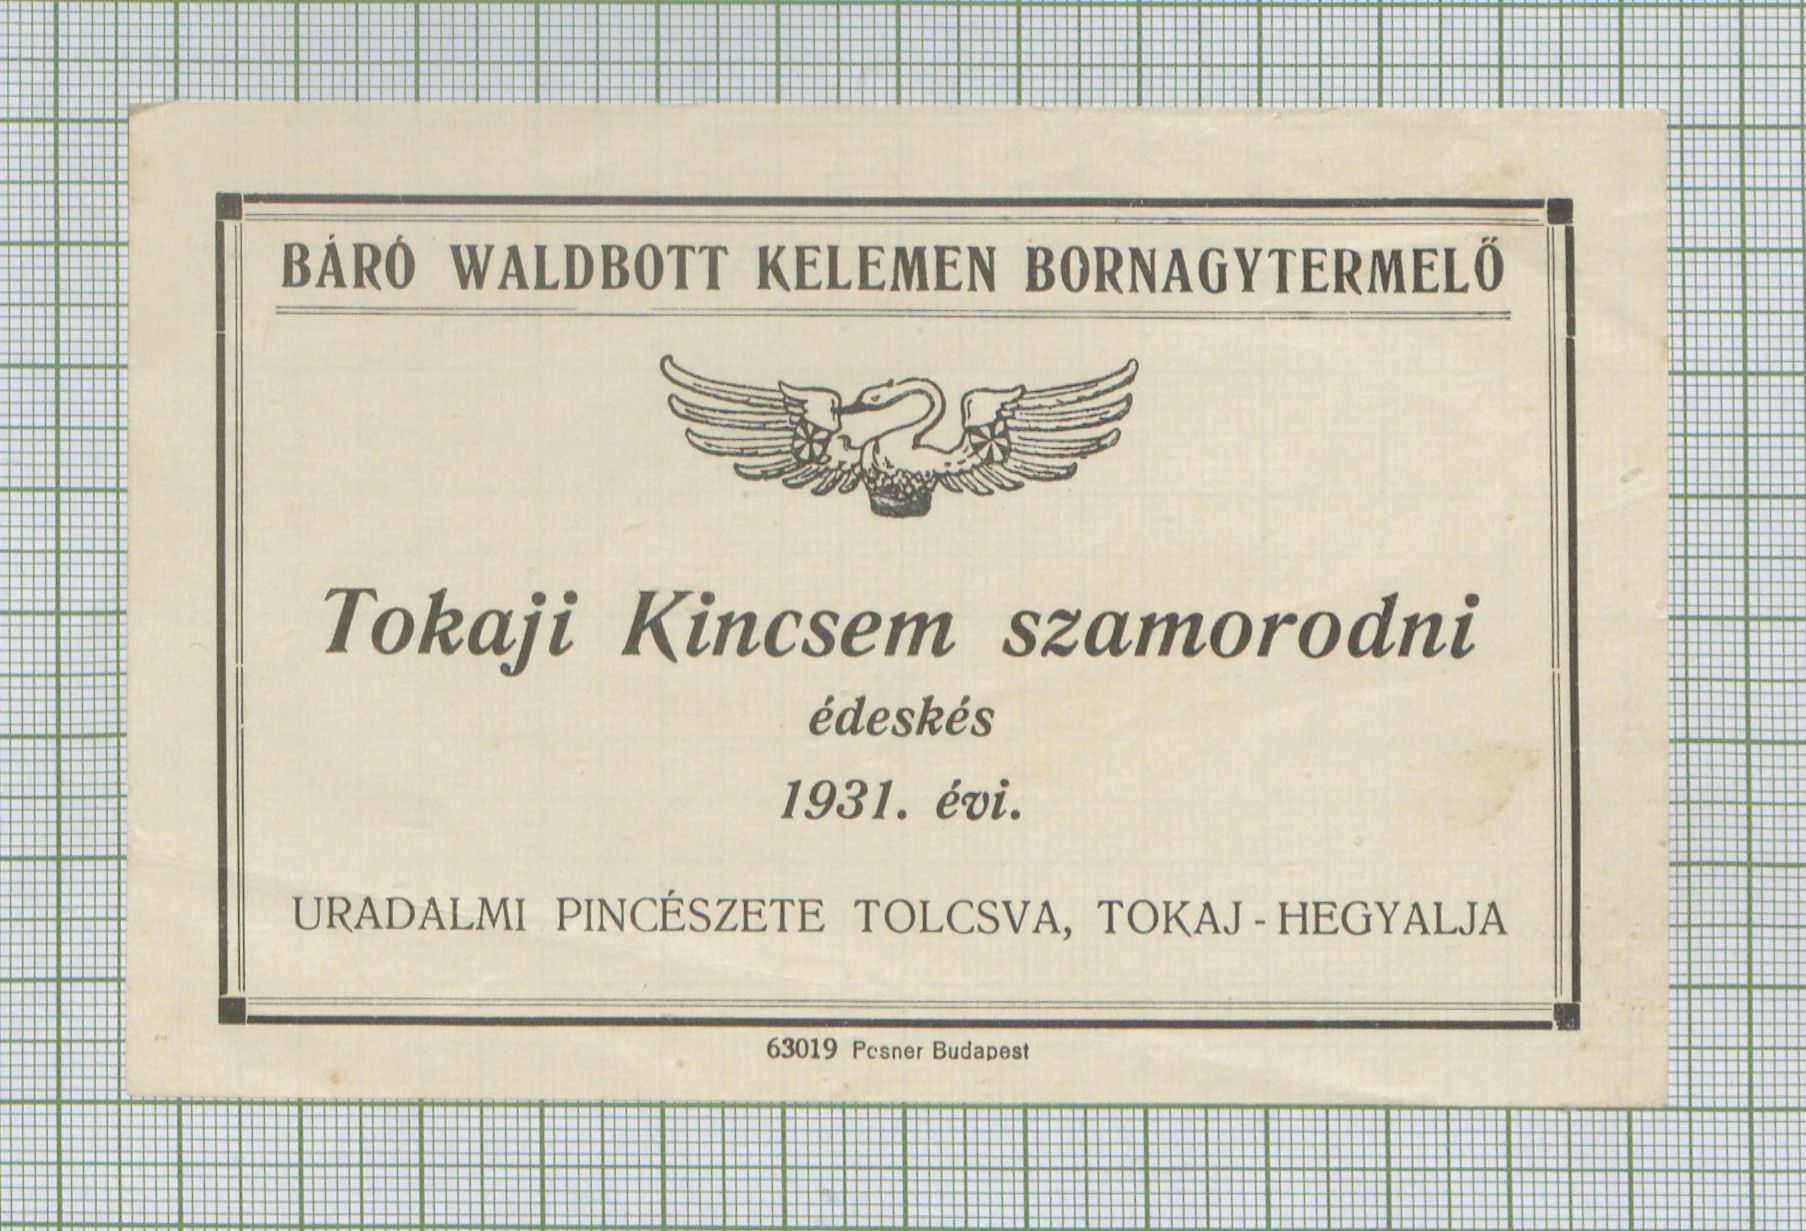 BÁRÓ WALDBOTT KELEMEN BORNAGYTERMELŐ
Tokaji Kincsem szamorodni
édeskés
1931. évi.
URADALMI PINCÉSZETE TOLCSVA, TOKAJ - HEGYALJA
63019 Posner Budapest